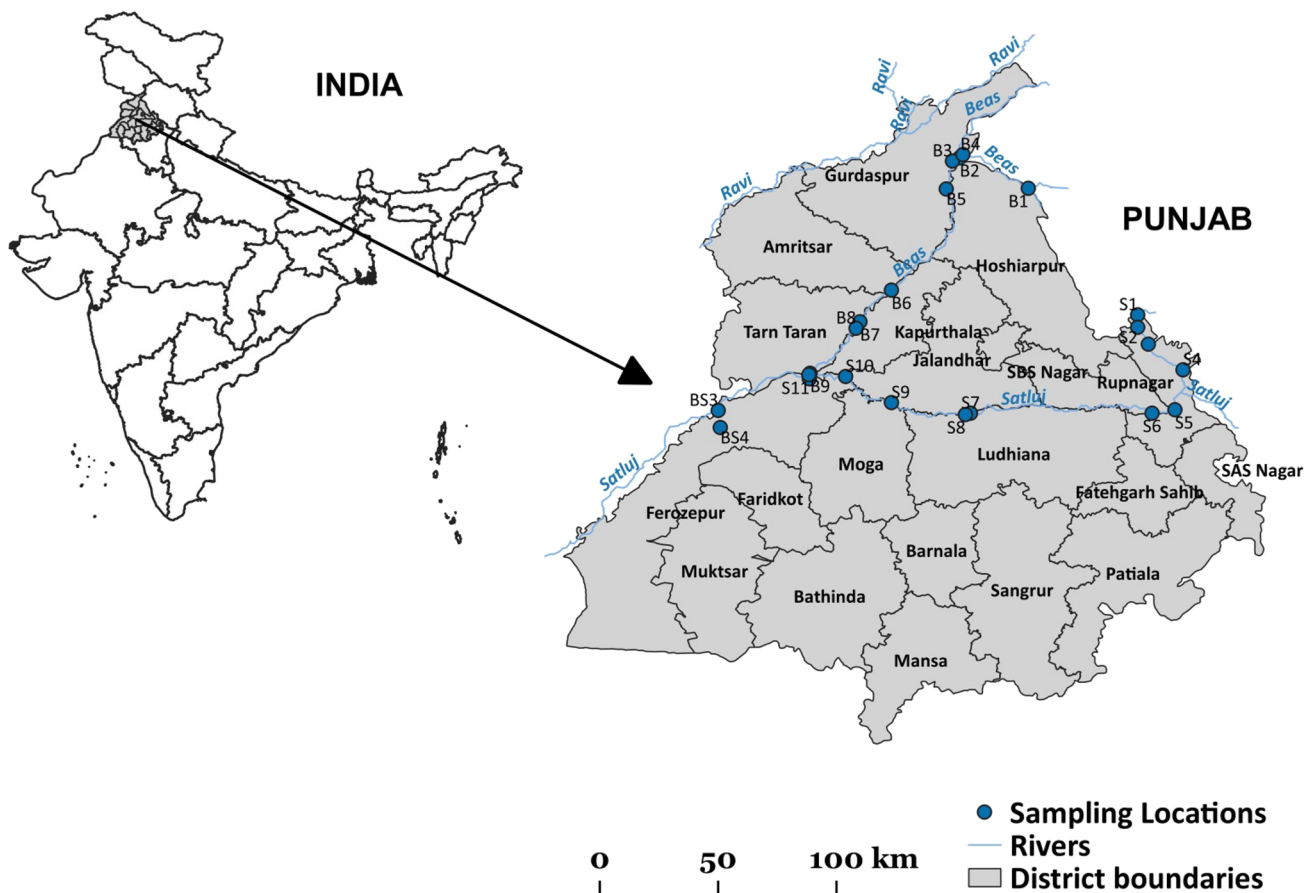 INDIA
PUNJAB
Ravi
Ravi
Ravi
Beas
B4
B3
B2
Beas
Gurdaspur
B5
B1
Ravi
Amritsar
Beas
Hoshiarpur
B6
S1
B8
B7
Tarn Taran
Kapurthala
S2
Jalandhar
S10
SBS Nagar
S4
Rupnagar
S11
B9
S9
Satluj
Satluj
BS3
S7
S8
S6
S5
BS4
Satluj
Moga
Ludhiana
SAS Nagar
Faridkot
Fatehgarh Sahib
Ferozepur
Barnala
Muktsar
Patiala
Bathinda
Sangrur
Mansa
Sampling Locations
Rivers
District boundaries
0 50 100 km